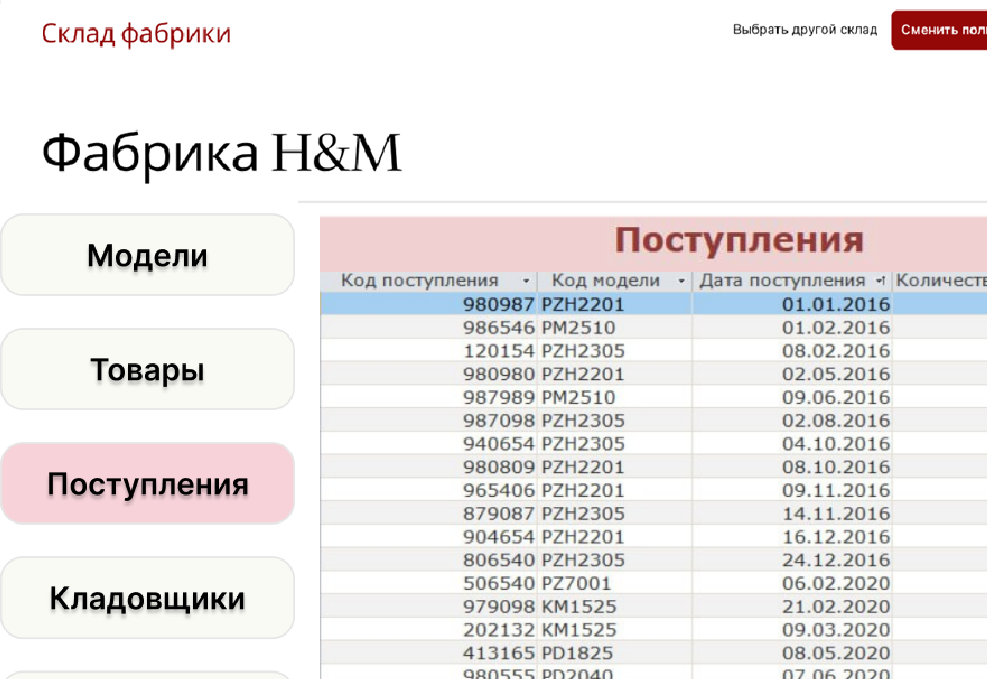 Склад фабрики
Выбрать другой склад
Сменить
Фабрика H&M
Модели
Товары
Поступления
Кладовщики
Поступления
Код поступления Код модели Дата поступления
980987 PZH2201 01.01.2016
986546 PM2510 01.02.2016
120154 PZH2305 08.02.2016
980980 PZH2201 02.05.2016
987989 PM2510 09.06.2016
987098 PZH2305 02.08.2016
940654 PZH2305 04.10.2016
980809 PZH2201 08.10.2016
965406 PZH2201 09.11.2016
879087 PZH2305 14.11.2016
904654 PZH2201 16.12.2016
806540 PZH2305 24.12.2016
506540 PZ7001 06.02.2020
979098 KM1525 21.02.2020
202132 KM1525 09.03.2020
413165 PD1825 08.05.2020
980555 PD2040 07.06.2020